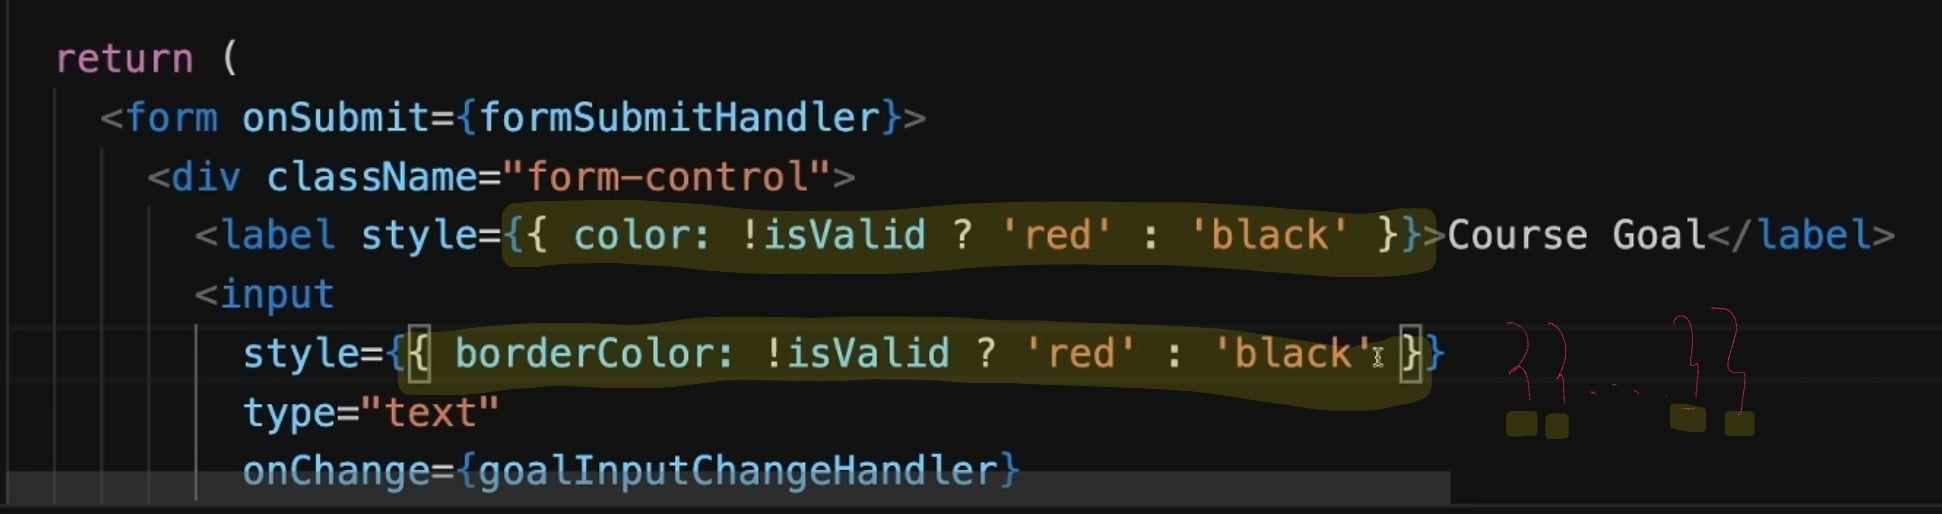 return (
<form onSubmit={formSubmitHandler}>
<div className="form-control">
<label style={{ color: !isValid ? 'red' : 'black' }}>Course Goal</label>
<input
style={{ borderColor: !isValid ? 'red' : 'black' }}
type="text"
onChange={goalInputChangeHandler}